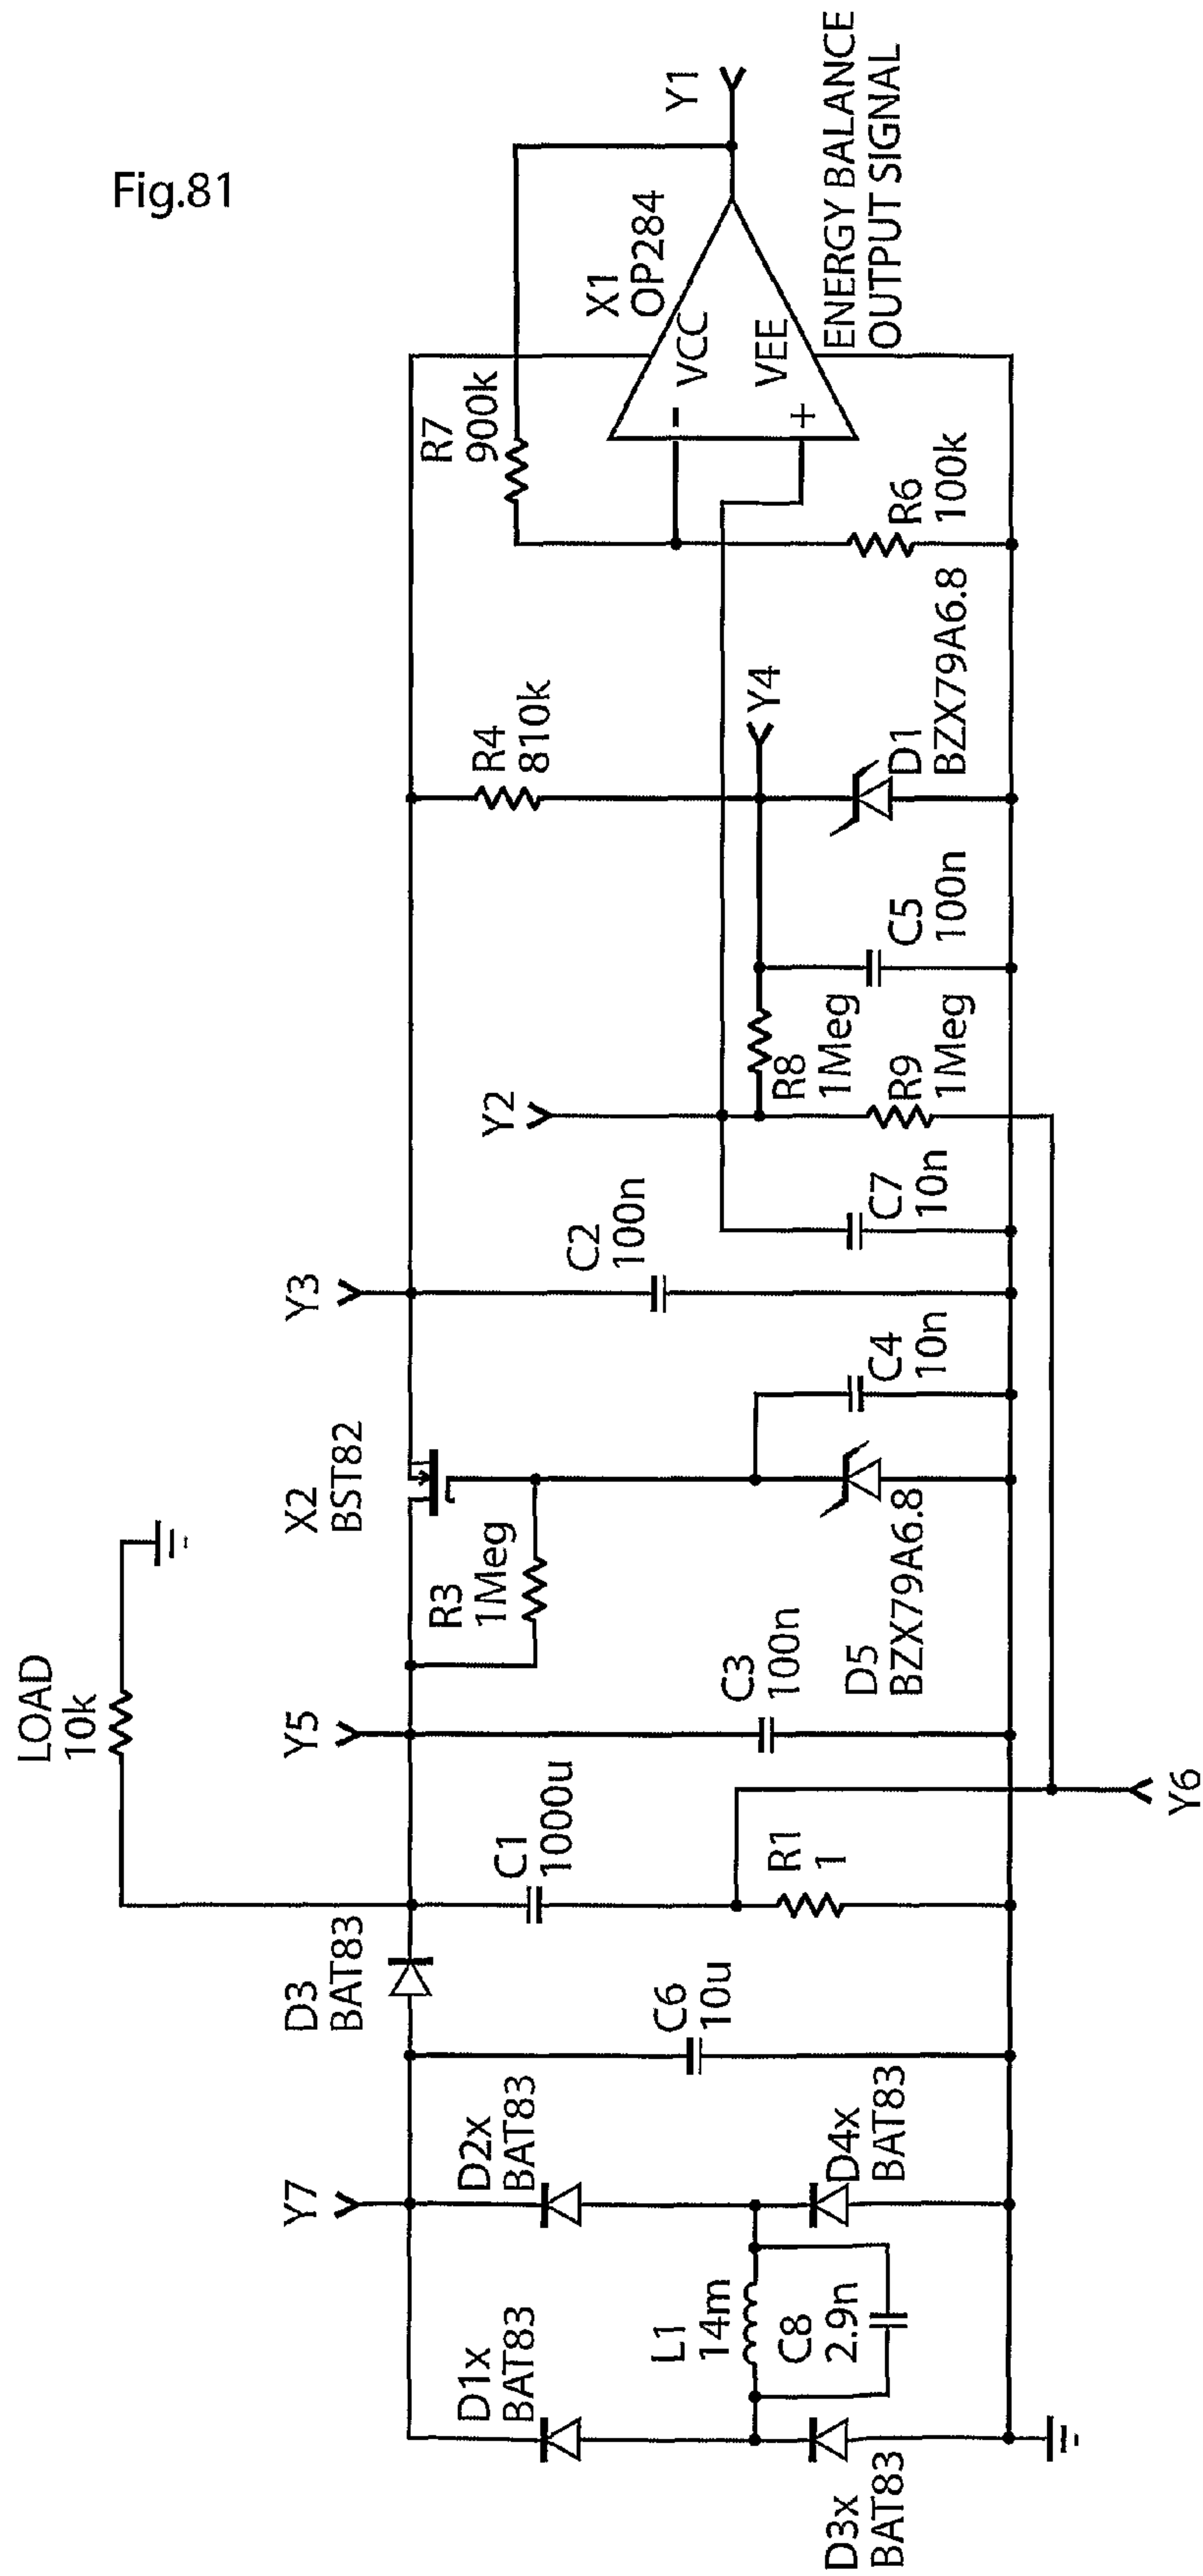 Fig.81
LOAD
10k
Y7
D1x
BAT83
D2x
BAT83
L1
14m
C8
2.9n
D3x
BAT83
D4x
BAT83
C6
10u
D3
BAT83
C1
1000u
R1
1
Y6
Y5
C3
100n
R3
1Meg
X2
BST82
D5
BZX79A6.8
C4
10n
Y3
C2
100n
C7
10n
Y2
R8
1Meg
R9
1Meg
C5
100n
R4
810k
Y4
D1
BZX79A6.8
R7
900k
R6
100k
X1
OP284
VCC
VEE
-
+
Y1
ENERGY BALANCE
OUTPUT SIGNAL